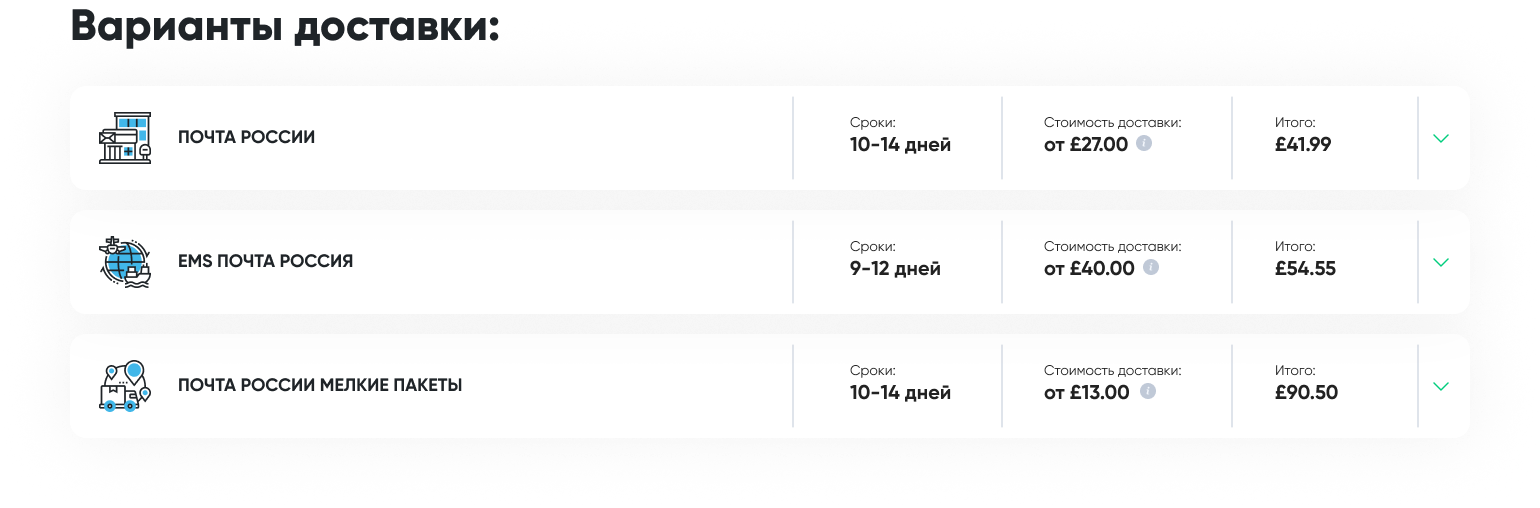 Варианты доставки:
ПОЧТА РОССИИ
Сроки:
10-14 дней
Стоимость доставки:
от £27.00 i
Итого:
£41.99
EMS ПОЧТА РОССИЯ
Сроки:
9-12 дней
Стоимость доставки:
от £40.00 i
Итого:
£54.55
ПОЧТА РОССИИ МЕЛКИЕ ПАКЕТЫ
Сроки:
10-14 дней
Стоимость доставки:
от £13.00 i
Итого:
£90.50